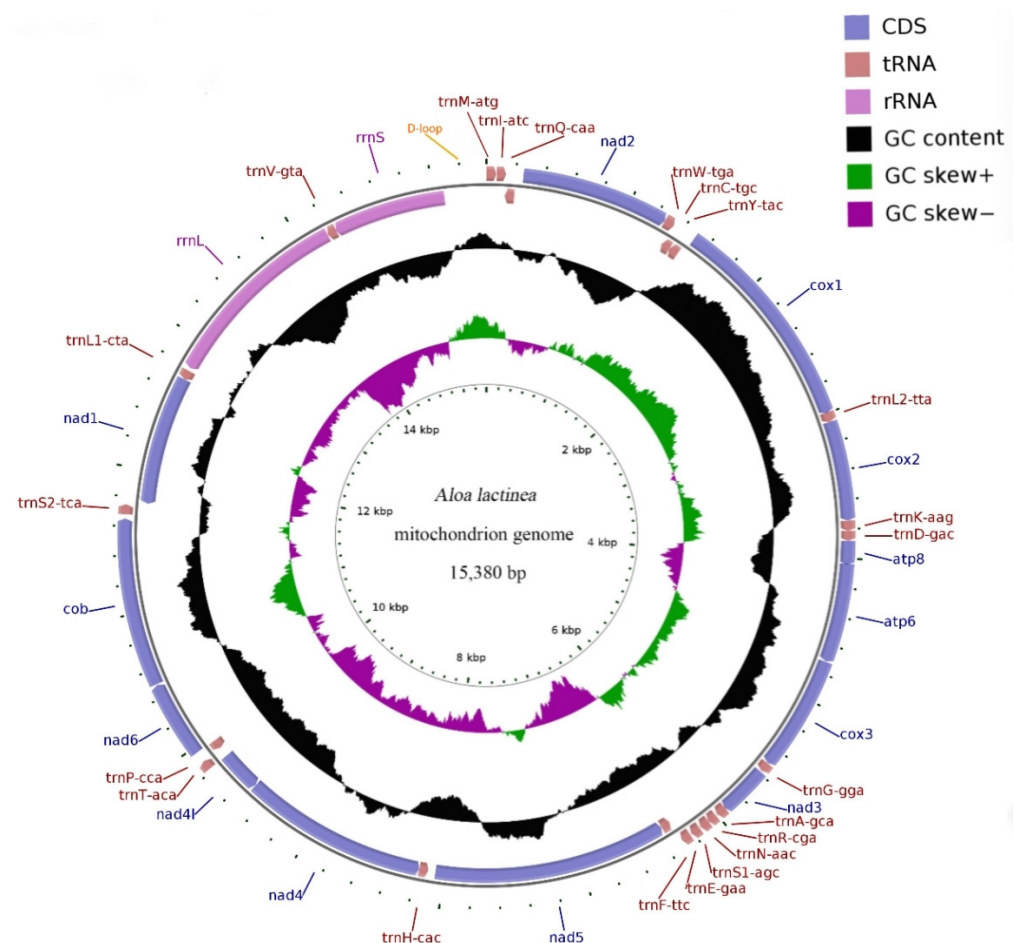 CDS
tRNA
rRNA
GC content
GC skew+
GC skew−
trnM-atg
trnI-atc
trnQ-caa
nad2
trnW-tga
trnC-tgc
trnY-tac
cox1
trnL2-tta
cox2
trnK-aag
trnD-gac
atp8
atp6
cox3
trnG-gga
nad3
trnA-gca
trnR-cga
trnN-aac
trnS1-agc
trnE-gaa
trnF-ttc
nad5
trnH-cac
nad4
nad4l
trnT-aca
trnP-cca
nad6
cob
trnS2-tca
nad1
trnL1-cta
rrnL
trnV-gta
rrnS
D-loop
2 kbp
4 kbp
6 kbp
8 kbp
10 kbp
12 kbp
14 kbp
Aloa lactinea
mitochondrion genome
15,380 bp